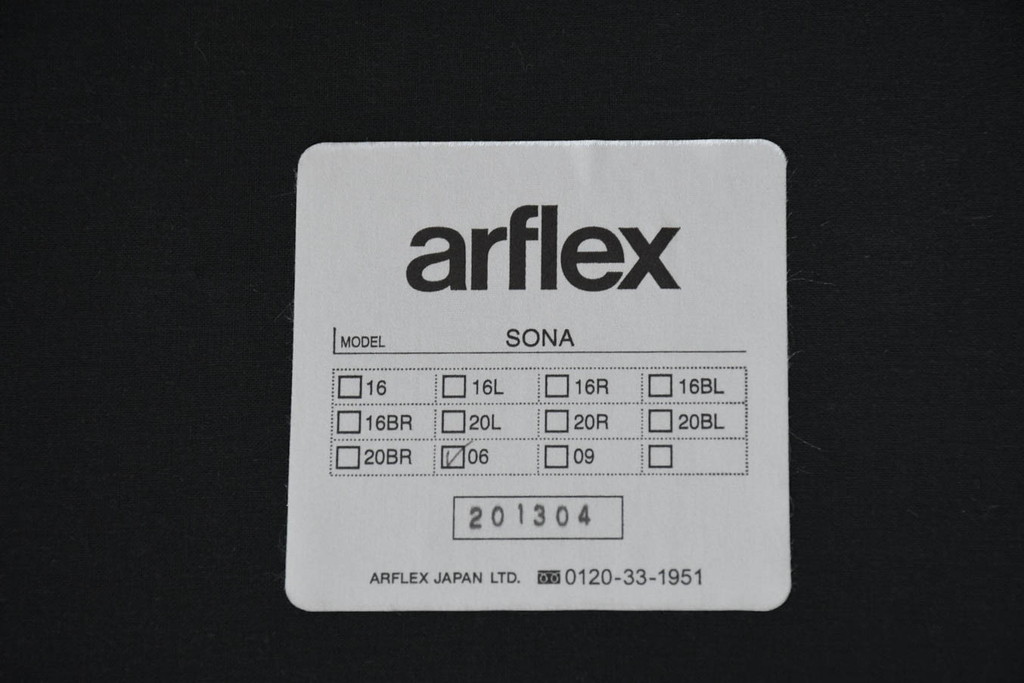 arflex
MODEL SONA
16 16L 16R 16BL
16BR 20L 20R 20BL
20BR 06 09
201304
ARFLEX JAPAN LTD. 0120-33-1951